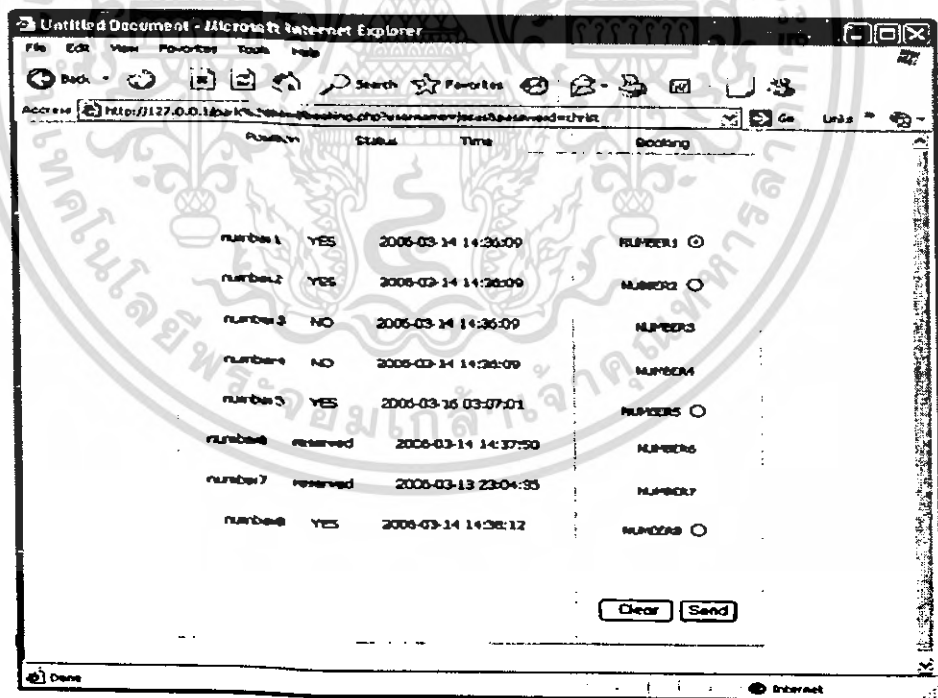 Untitled Document - Microsoft Internet Explorer
File Edit View Favorites Tools Help
Back Search Favorites
Go Links »
Position Status Time Booking
number1 YES 2006-03-14 14:36:09 NUMBER1
number2 YES 2006-03-14 14:36:09 NUMBER2
number3 NO 2006-03-14 14:36:09 NUMBER3
number4 NO 2006-03-14 14:36:09 NUMBER4
number5 YES 2006-03-16 03:07:01 NUMBER5
number6 reserved 2006-03-14 14:37:50 NUMBER6
number7 reserved 2006-03-13 23:04:35 NUMBER7
number8 YES 2006-03-14 14:38:12 NUMBER8
Clear Send
Done Internet